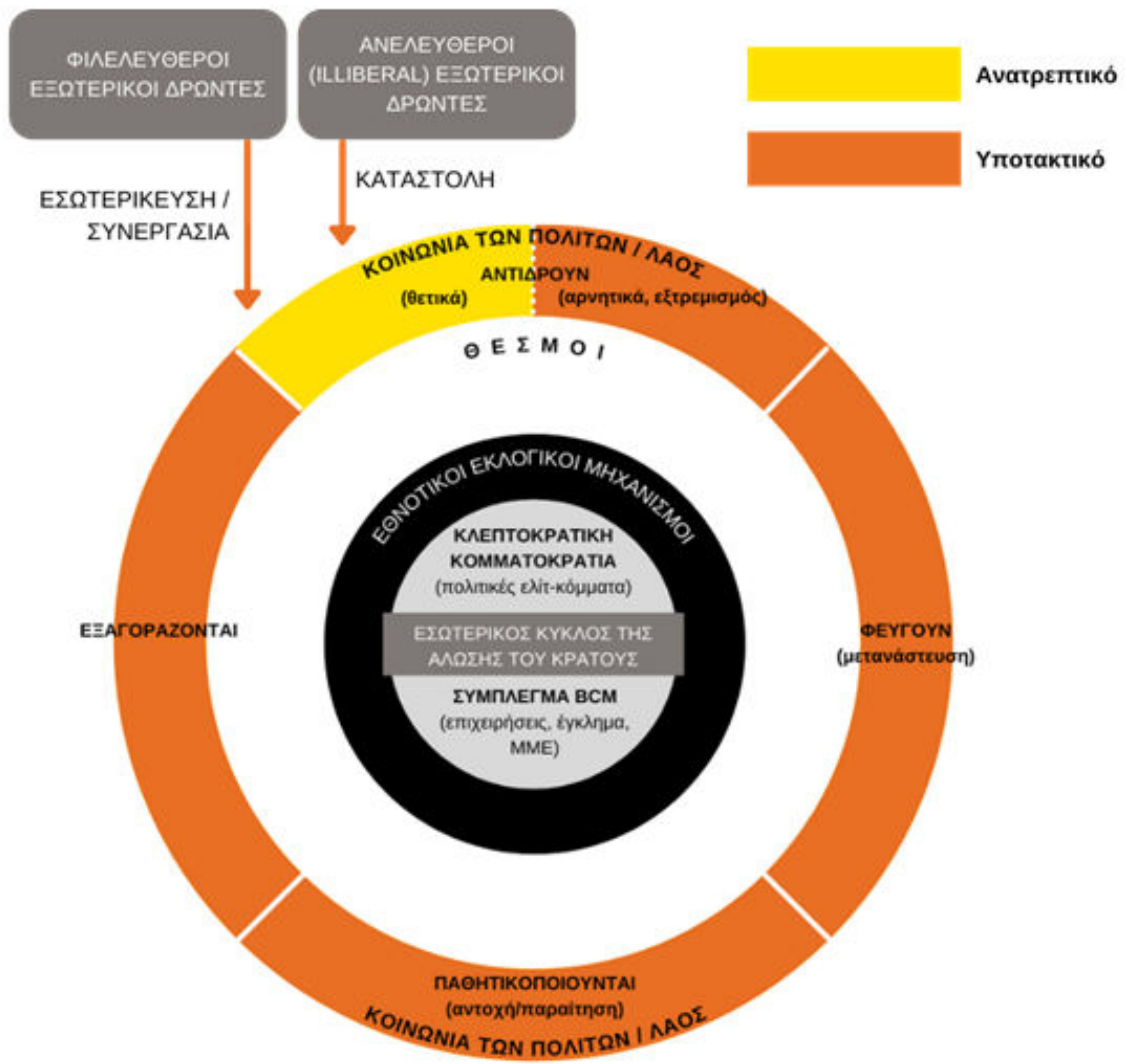 ΦΙΛΕΛΕΥΘΕΡΟΙ
ΕΞΩΤΕΡΙΚΟΙ ΔΡΩΝΤΕΣ
ΑΝΕΛΕΥΘΕΡΟΙ
(ILLIBERAL) ΕΞΩΤΕΡΙΚΟΙ
ΔΡΩΝΤΕΣ
Ανατρεπτικό
Υποτακτικό
ΕΣΩΤΕΡΙΚΕΥΣΗ /
ΣΥΝΕΡΓΑΣΙΑ
ΚΑΤΑΣΤΟΛΗ
ΚΟΙΝΩΝΙΑ ΤΩΝ ΠΟΛΙΤΩΝ / ΛΑΟΣ
ΑΝΤΙΔΡΟΥΝ
(θετικά)
(αρνητικά, εξτρεμισμός)
ΘΕΣΜΟΙ
ΕΘΝΟΤΙΚΟΙ ΕΚΛΟΓΙΚΟΙ ΜΗΧΑΝΙΣΜΟΙ
ΚΛΕΠΤΟΚΡΑΤΙΚΗ
ΚΟΜΜΑΤΟΚΡΑΤΙΑ
(πολιτικές ελίτ-κόμματα)
ΕΣΩΤΕΡΙΚΟΣ ΚΥΚΛΟΣ ΤΗΣ
ΑΛΩΣΗΣ ΤΟΥ ΚΡΑΤΟΥΣ
ΣΥΜΠΛΕΓΜΑ BCM
(επιχειρήσεις, έγκλημα,
ΜΜΕ)
ΕΞΑΓΟΡΑΖΟΝΤΑΙ
ΦΕΥΓΟΥΝ
(μετανάστευση)
ΠΑΘΗΤΙΚΟΠΟΙΟΥΝΤΑΙ
(αντοχή/παραίτηση)
ΚΟΙΝΩΝΙΑ ΤΩΝ ΠΟΛΙΤΩΝ / ΛΑΟΣ